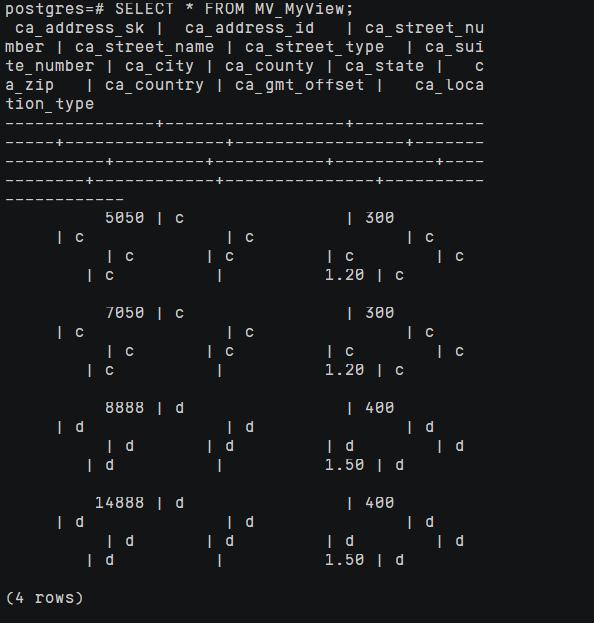 postgres=# SELECT * FROM MV_MyView;
 ca_address_sk |  ca_address_id   | ca_street_nu
mber | ca_street_name | ca_street_type  | ca_sui
te_number | ca_city | ca_county | ca_state |   c
a_zip   | ca_country | ca_gmt_offset |   ca_loca
tion_type
---------------+------------------+-------------
-----+----------------+-----------------+-------
----------+---------+-----------+----------+----
--------+------------+---------------+----------
------------
          5050 | c                | 300
     | c              | c               | c
          | c       | c         | c        | c
        | c          |          1.20 | c

          7050 | c                | 300
     | c              | c               | c
          | c       | c         | c        | c
        | c          |          1.20 | c

          8888 | d                | 400
     | d              | d               | d
          | d       | d         | d        | d
        | d          |          1.50 | d

         14888 | d                | 400
     | d              | d               | d
          | d       | d         | d        | d
        | d          |          1.50 | d

(4 rows)